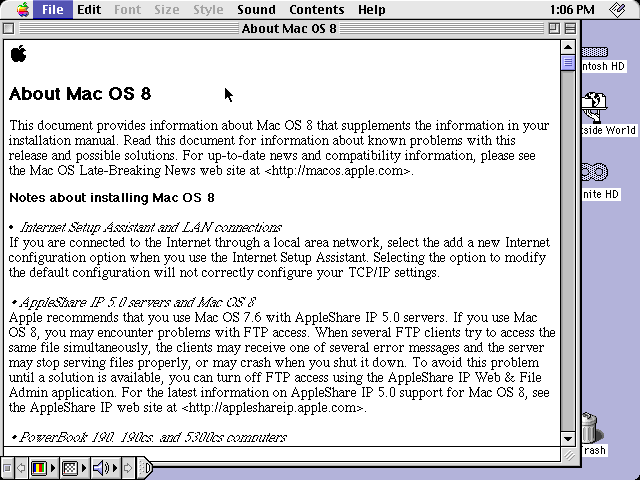 File Edit Font Size Style Sound Contents Help 1:06 PM
About Mac OS 8
About Mac OS 8
This document provides information about Mac OS 8 that supplements the information in your
installation manual. Read this document for information about known problems with this
release and possible solutions. For up-to-date news and compatibility information, please see
the Mac OS Late-Breaking News web site at <http://macos.apple.com>.
Notes about installing Mac OS 8
• Internet Setup Assistant and LAN connections
If you are connected to the Internet through a local area network, select the add a new Internet
configuration option when you use the Internet Setup Assistant. Selecting the option to modify
the default configuration will not correctly configure your TCP/IP settings.
• AppleShare IP 5.0 servers and Mac OS 8
Apple recommends that you use Mac OS 7.6 with AppleShare IP 5.0 servers. If you use Mac
OS 8, you may encounter problems with FTP access. When several FTP clients try to access the
same file simultaneously, the clients may receive one of several error messages and the server
may stop serving files properly, or may crash when you shut it down. To avoid this problem
until a solution is available, you can turn off FTP access using the AppleShare IP Web & File
Admin application. For the latest information on AppleShare IP 5.0 support for Mac OS 8, see
the AppleShare IP web site at <http://appleshareip.apple.com>.
• PowerBook 190, 190cs, and 5300cs computers
ntosh HD
tside World
nite HD
rash